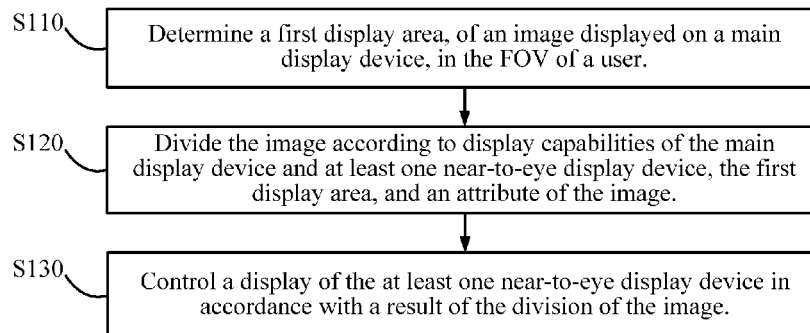 S110
Determine a first display area, of an image displayed on a main
display device, in the FOV of a user.
S120
Divide the image according to display capabilities of the main
display device and at least one near-to-eye display device, the first
display area, and an attribute of the image.
S130
Control a display of the at least one near-to-eye display device in
accordance with a result of the division of the image.